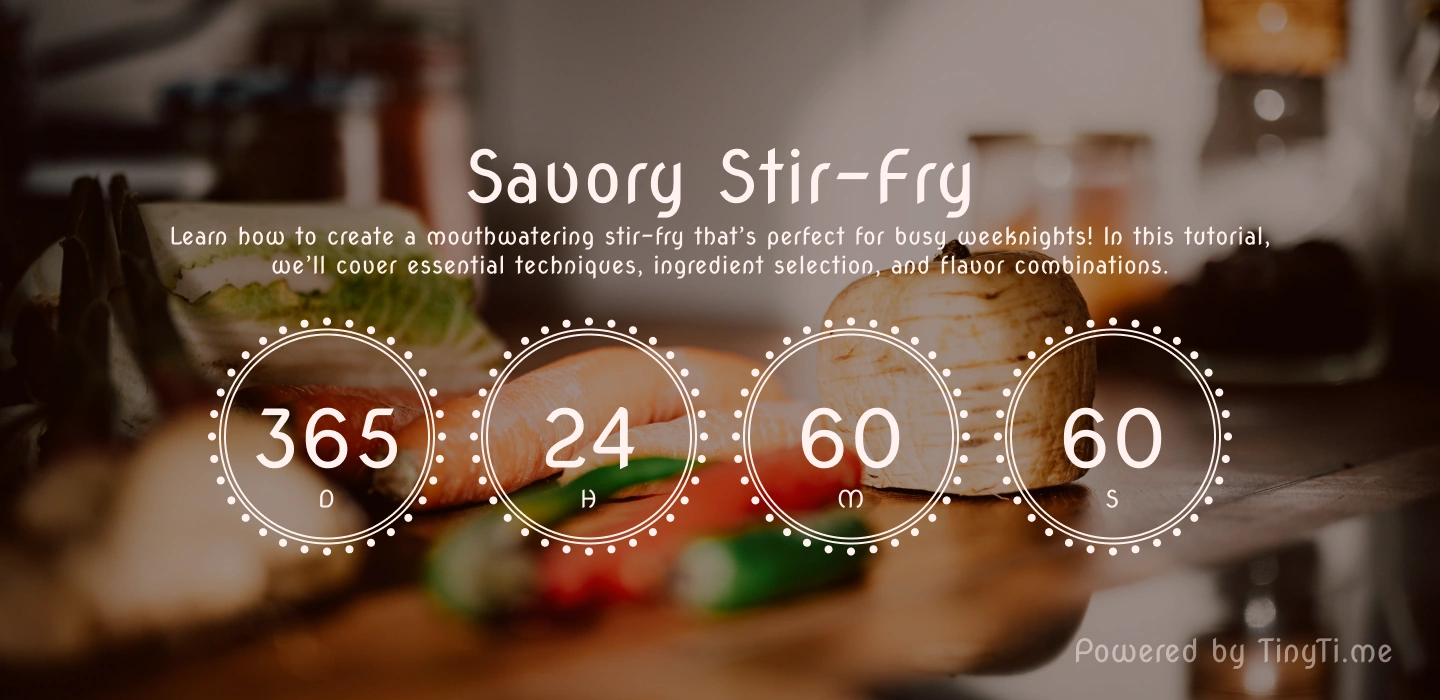 Savory Stir-Fry
Learn how to create a mouthwatering stir-fry that's perfect for busy weeknights! In this tutorial,
we'll cover essential techniques, ingredient selection, and flavor combinations.
365 24 60 60
D H M S
Powered by TinyTi.me